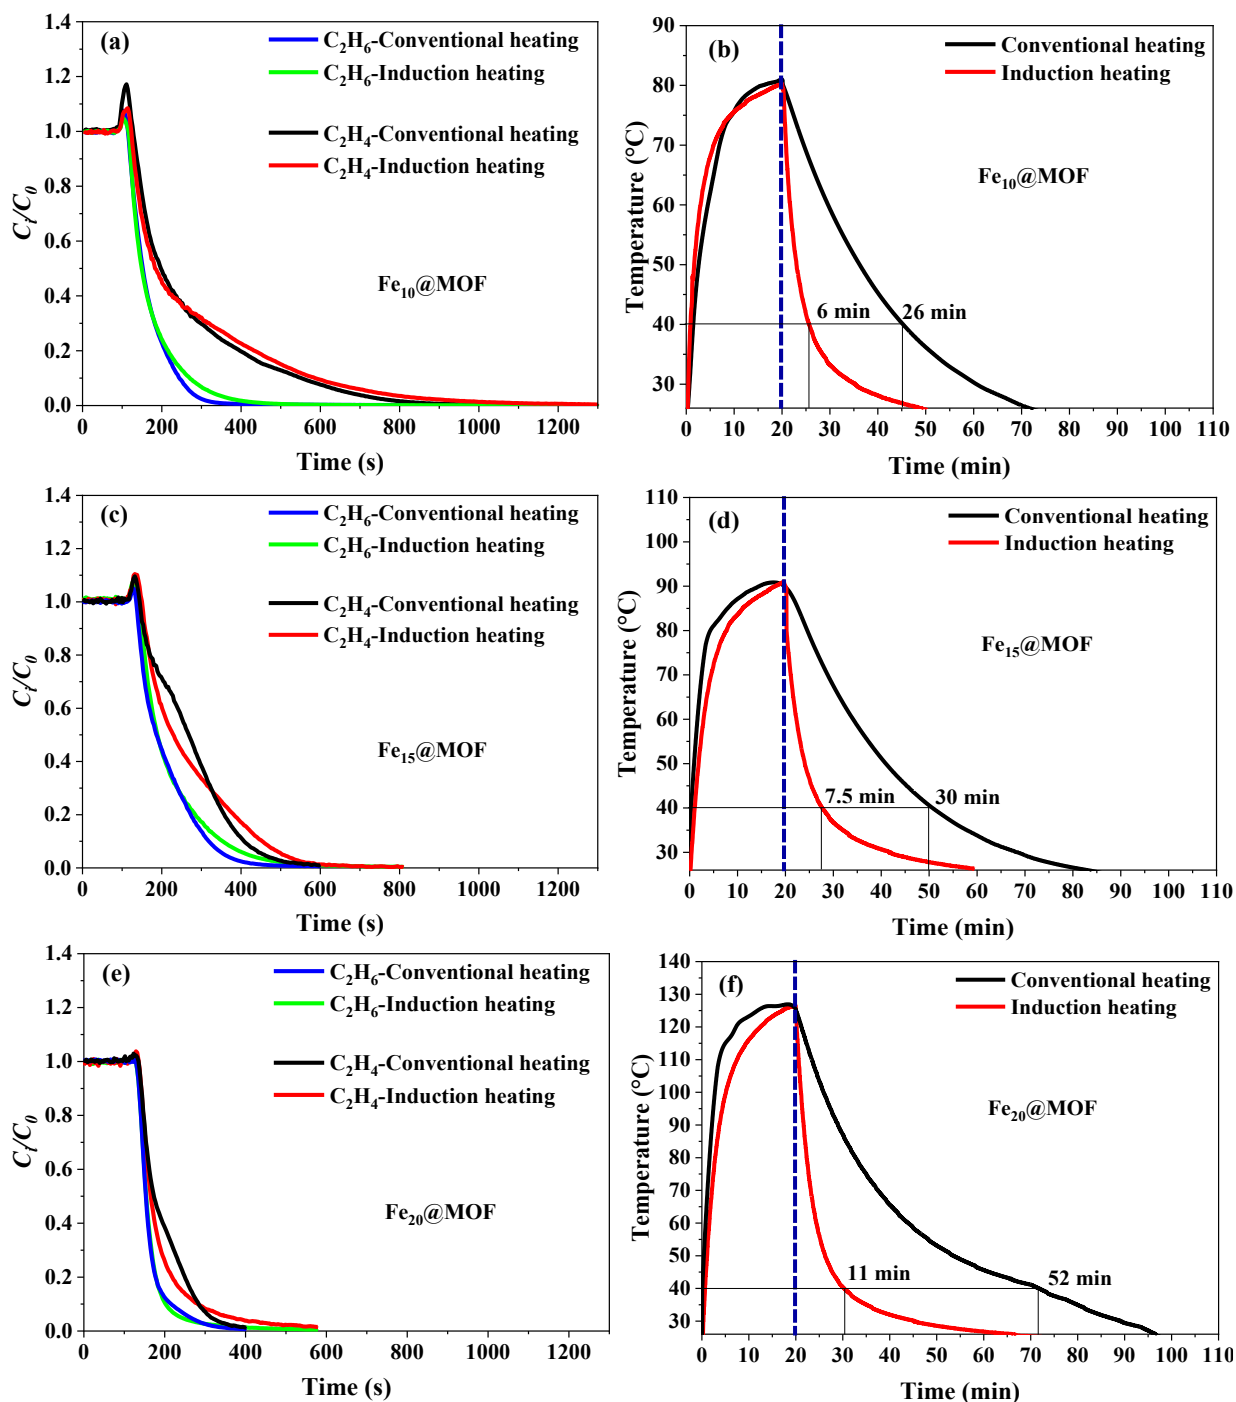 (a)
C₂H₆-Conventional heating
C₂H₆-Induction heating
C₂H₄-Conventional heating
C₂H₄-Induction heating
Fe₁₀@MOF
Cᵢ/C₀
1.4
1.2
1.0
0.8
0.6
0.4
0.2
0.0
0 200 400 600 800 1000 1200
Time (s)
(b)
Conventional heating
Induction heating
Fe₁₀@MOF
6 min 26 min
Temperature (°C)
90
80
70
60
50
40
30
0 10 20 30 40 50 60 70 80 90 100 110
Time (min)
(c)
C₂H₆-Conventional heating
C₂H₆-Induction heating
C₂H₄-Conventional heating
C₂H₄-Induction heating
Fe₁₅@MOF
Cᵢ/C₀
1.4
1.2
1.0
0.8
0.6
0.4
0.2
0.0
0 200 400 600 800 1000 1200
Time (s)
(d)
Conventional heating
Induction heating
Fe₁₅@MOF
7.5 min 30 min
Temperature (°C)
110
100
90
80
70
60
50
40
30
0 10 20 30 40 50 60 70 80 90 100 110
Time (min)
(e)
C₂H₆-Conventional heating
C₂H₆-Induction heating
C₂H₄-Conventional heating
C₂H₄-Induction heating
Fe₂₀@MOF
Cᵢ/C₀
1.4
1.2
1.0
0.8
0.6
0.4
0.2
0.0
0 200 400 600 800 1000 1200
Time (s)
(f)
Conventional heating
Induction heating
Fe₂₀@MOF
11 min 52 min
Temperature (°C)
140
130
120
110
100
90
80
70
60
50
40
30
0 10 20 30 40 50 60 70 80 90 100 110
Time (min)